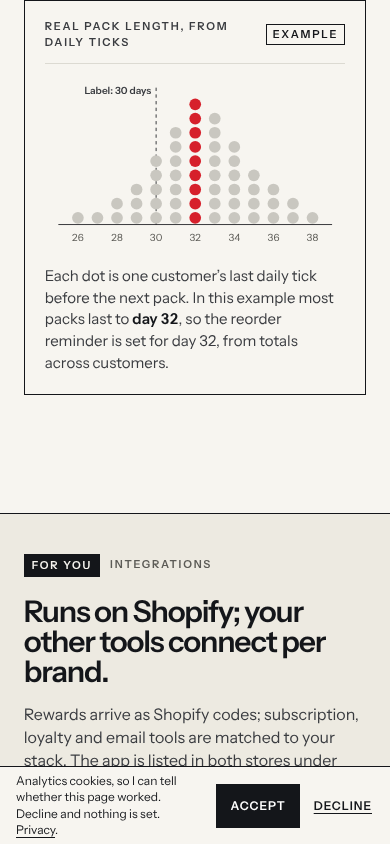 REAL PACK LENGTH, FROM
DAILY TICKS
EXAMPLE
Label: 30 days
26 28 30 32 34 36 38
Each dot is one customer’s last daily tick
before the next pack. In this example most
packs last to day 32, so the reorder
reminder is set for day 32, from totals
across customers.
FOR YOU INTEGRATIONS
Runs on Shopify; your
other tools connect per
brand.
Rewards arrive as Shopify codes; subscription,
loyalty and email tools are matched to your
stack. The app is listed in both stores under
Analytics cookies, so I can tell
whether this page worked.
Decline and nothing is set.
Privacy.
ACCEPT
DECLINE